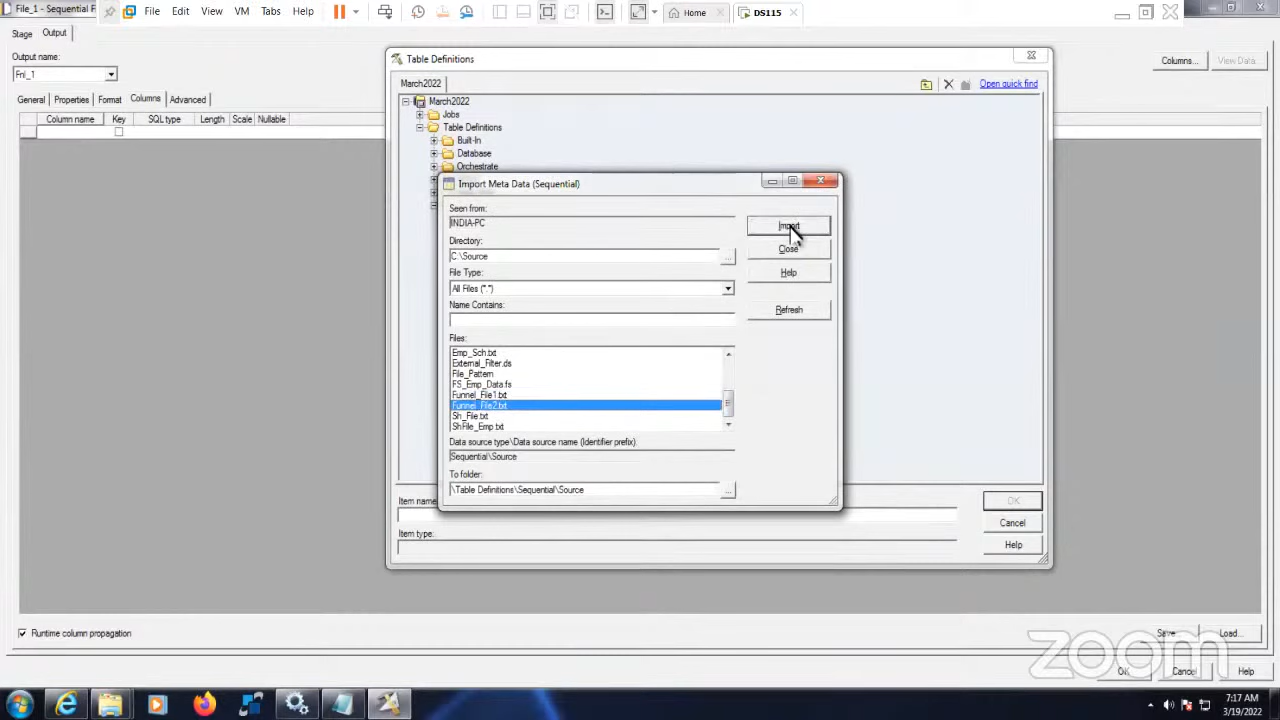 File_1 - Sequential F
File Edit View VM Tabs Help
Home
DS115
Stage Output
Output name:
Fnl_1
Columns... View Data...
General Properties Format Columns Advanced
Column name Key SQL type Length Scale Nullable
Table Definitions
March2022
Open quick find
March2022
Jobs
Table Definitions
Built-In
Database
Orchestrate
Import Meta Data (Sequential)
Seen from:
INDIA-PC
Import
Directory:
C:\Source
Close
File Type:
All Files (*.*)
Help
Name Contains:
Refresh
Files:
Emp_Sch.txt
External_Filter.ds
File_Pattern
FS_Emp_Data.fs
Funnel_File1.txt
Funnel_File2.txt
Sh_File.txt
ShFile_Emp.txt
Data source type\Data source name (Identifier prefix).
Sequential\Source
To folder:
\Table Definitions\Sequential\Source
Item name
OK
Cancel
Item type:
Help
Runtime column propagation
Save... Load...
OK Cancel Help
zoom
7:17 AM
3/19/2022